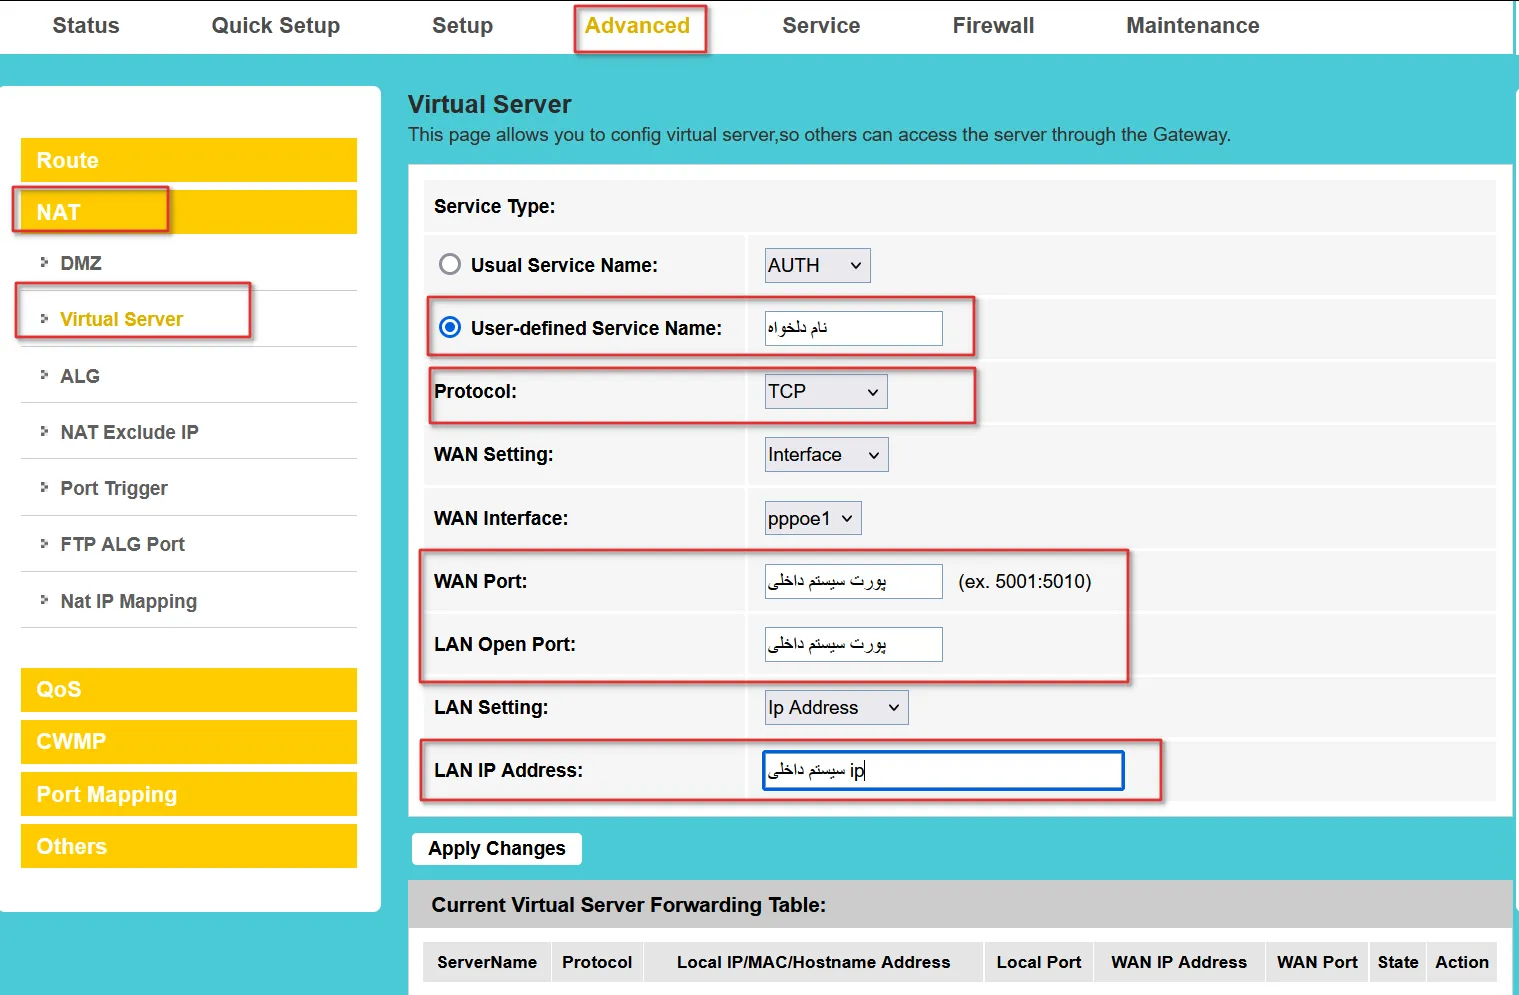 Status Quick Setup Setup Advanced Service Firewall Maintenance
Route
NAT
DMZ
Virtual Server
ALG
NAT Exclude IP
Port Trigger
FTP ALG Port
Nat IP Mapping
QoS
CWMP
Port Mapping
Others
Virtual Server
This page allows you to config virtual server,so others can access the server through the Gateway.
Service Type:
Usual Service Name: AUTH
User-defined Service Name: نام دلخواه
Protocol: TCP
WAN Setting: Interface
WAN Interface: pppoe1
WAN Port: پورت سیستم داخلی (ex. 5001:5010)
LAN Open Port: پورت سیستم داخلی
LAN Setting: Ip Address
LAN IP Address: ip سیستم داخلی
Apply Changes
Current Virtual Server Forwarding Table:
ServerName Protocol Local IP/MAC/Hostname Address Local Port WAN IP Address WAN Port State Action